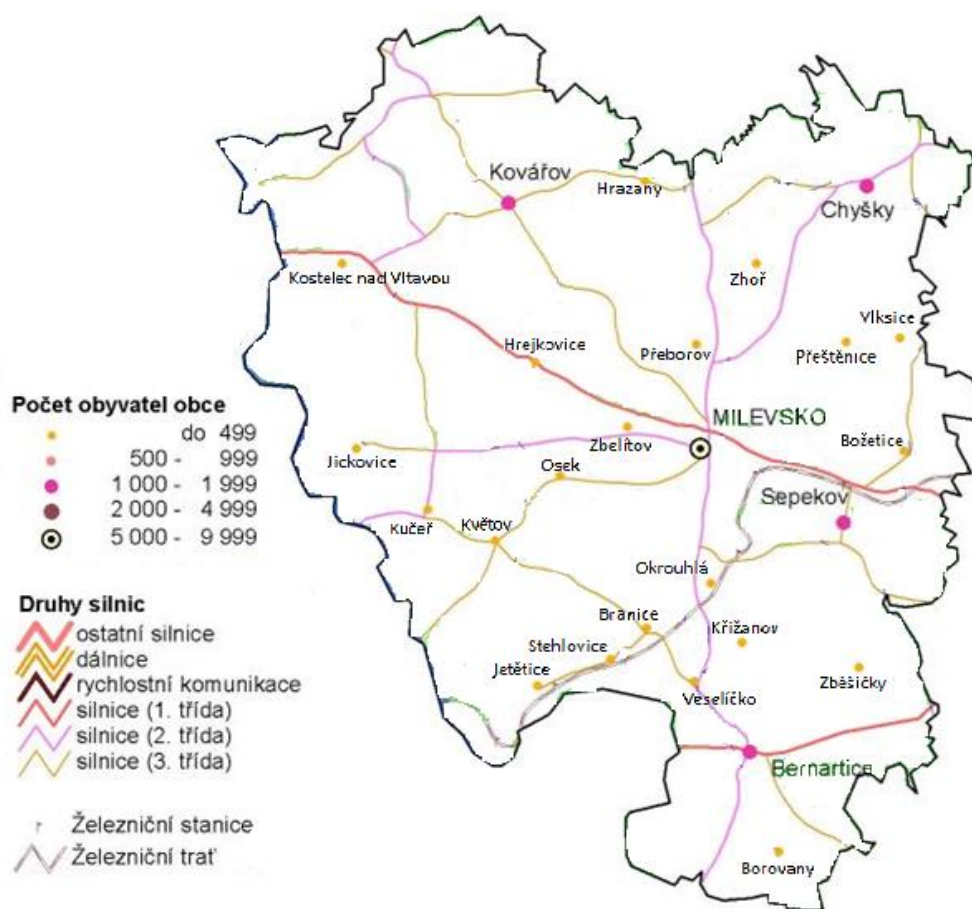 Kovářov
Hrazany
Chyšky
Kostelec nad Vltavou
Zhoř
Vlksice
Hrejkovice
Přeborov
Přeštěnice
Počet obyvatel obce
do 499
500 - 999
1 000 - 1 999
2 000 - 4 999
5 000 - 9 999
MILEVSKO
Zbelítov
Božetice
Jickovice
Osek
Sepekov
Kučeř
Květov
Okrouhlá
Druhy silnic
ostatní silnice
dálnice
rychlostní komunikace
silnice (1. třída)
silnice (2. třída)
silnice (3. třída)
Branice
Křižanov
Stehlovice
Jetětice
Zběšičky
Veselíčko
Bernartice
Železniční stanice
Železniční trať
Borovany